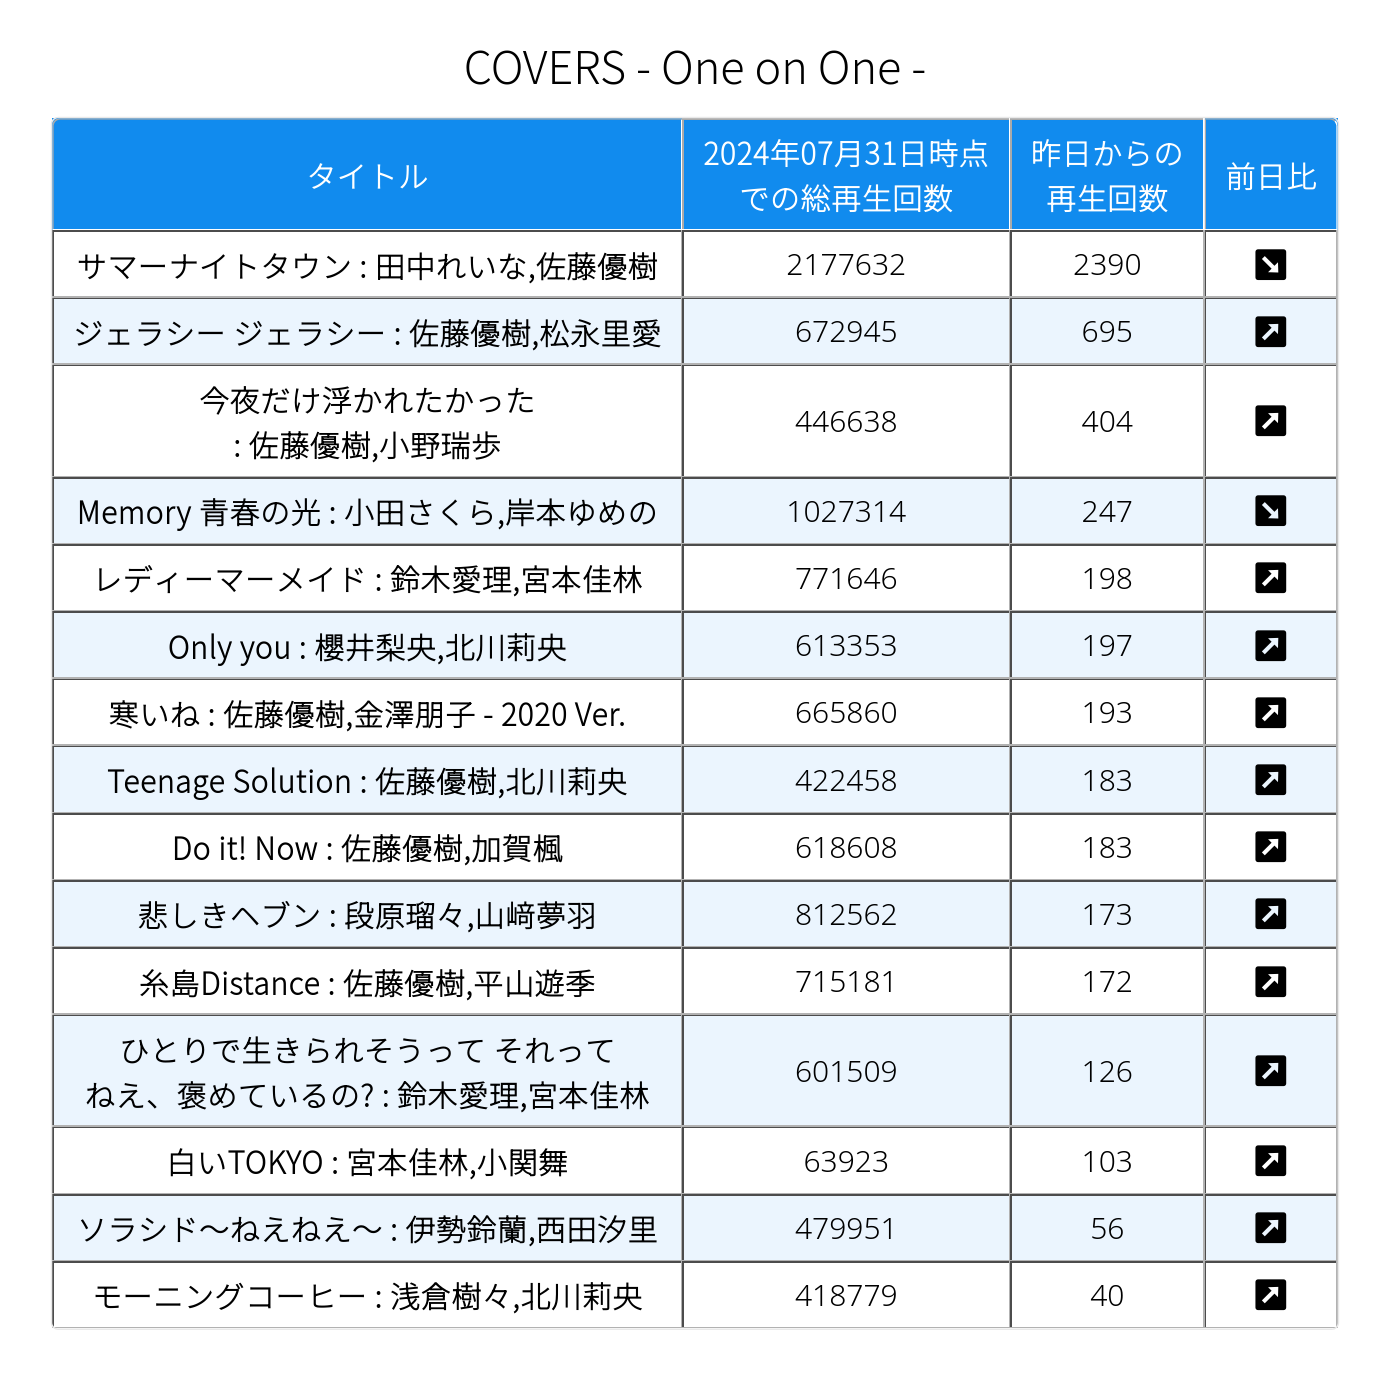 COVERS - One on One -
タイトル
2024年07月31日時点
での総再生回数
昨日からの
再生回数
前日比
サマーナイトタウン : 田中れいな,佐藤優樹
2177632
2390
ジェラシー ジェラシー : 佐藤優樹,松永里愛
672945
695
今夜だけ浮かれたかった
: 佐藤優樹,小野瑞歩
446638
404
Memory 青春の光 : 小田さくら,岸本ゆめの
1027314
247
レディーマーメイド : 鈴木愛理,宮本佳林
771646
198
Only you : 櫻井梨央,北川莉央
613353
197
寒いね : 佐藤優樹,金澤朋子 - 2020 Ver.
665860
193
Teenage Solution : 佐藤優樹,北川莉央
422458
183
Do it! Now : 佐藤優樹,加賀楓
618608
183
悲しきヘブン : 段原瑠々,山﨑夢羽
812562
173
糸島Distance : 佐藤優樹,平山遊季
715181
172
ひとりで生きられそうって それって
ねえ、褒めているの? : 鈴木愛理,宮本佳林
601509
126
白いTOKYO : 宮本佳林,小関舞
63923
103
ソラシド〜ねえねえ〜 : 伊勢鈴蘭,西田汐里
479951
56
モーニングコーヒー : 浅倉樹々,北川莉央
418779
40